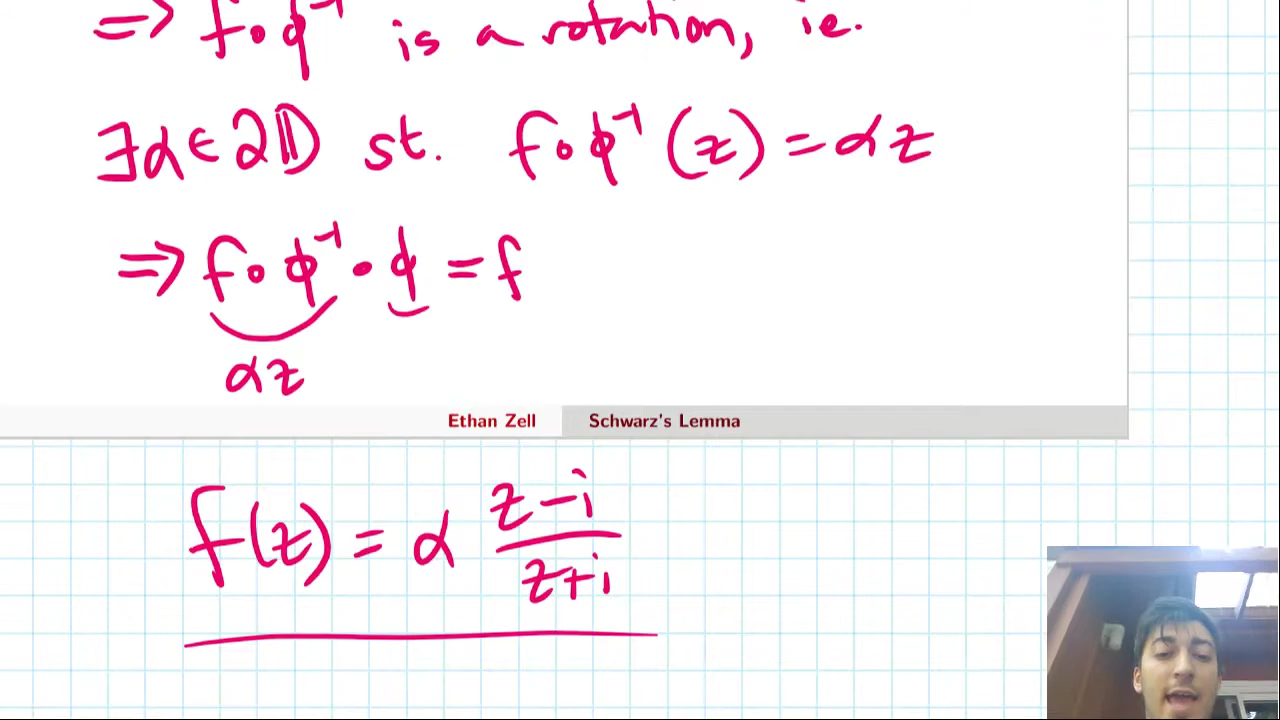 ⇒ f∘ϕ⁻¹ is a rotation, ie.
∃α∈∂𝔻 st. f∘ϕ⁻¹(z)=αz
⇒ f∘ϕ⁻¹∘ϕ = f
αz
Ethan Zell Schwarz's Lemma
f(z) = α (z-i)/(z+i)